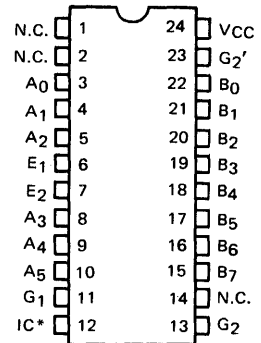 N.C. 1 24 VCC
N.C. 2 23 G2′
A0 3 22 B0
A1 4 21 B1
A2 5 20 B2
E1 6 19 B3
E2 7 18 B4
A3 8 17 B5
A4 9 16 B6
A5 10 15 B7
G1 11 14 N.C.
IC* 12 13 G2